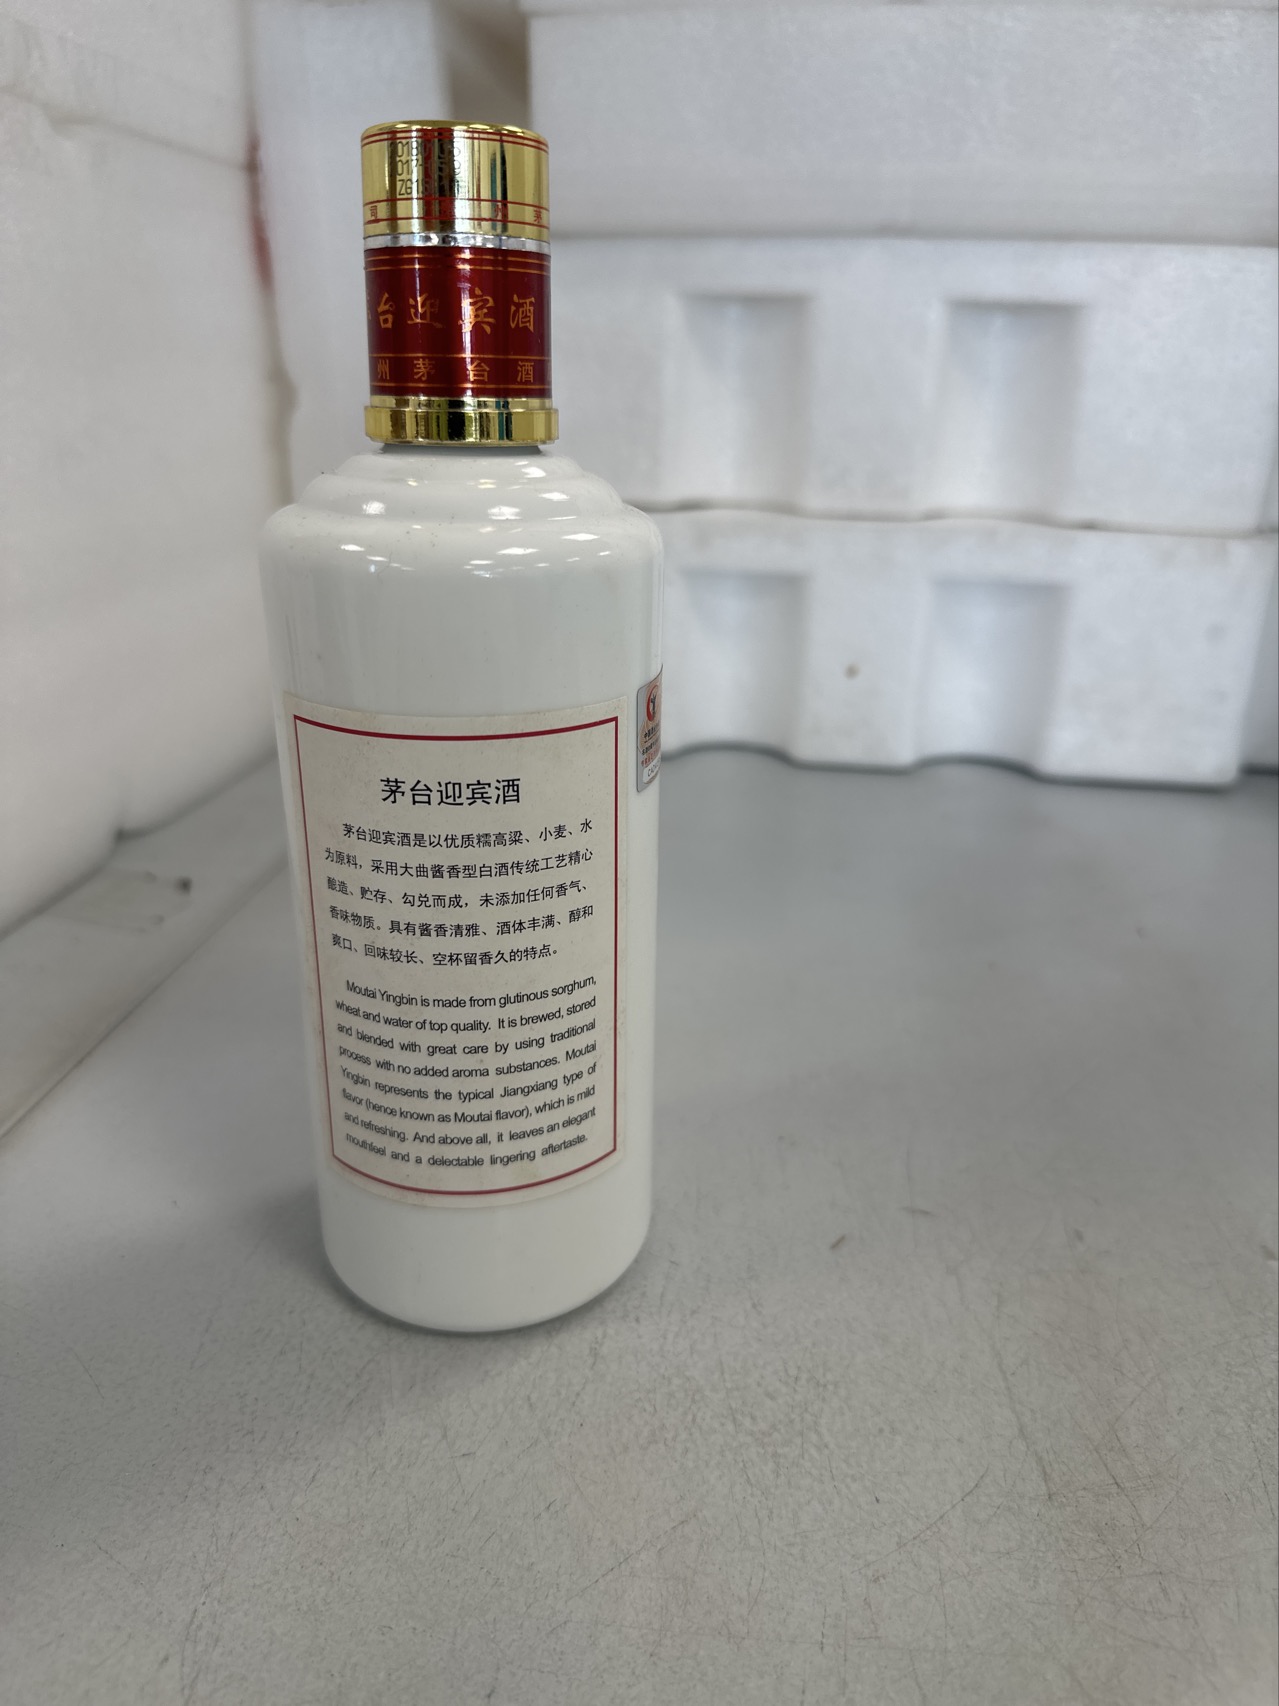 司 州 茅
台迎宾酒
州茅台酒
茅台迎宾酒
茅台迎宾酒是以优质糯高粱、小麦、水
为原料，采用大曲酱香型白酒传统工艺精心
酿造、贮存、勾兑而成，未添加任何香气、
香味物质。具有酱香清雅、酒体丰满、醇和
爽口、回味较长、空杯留香久的特点。
Moutai Yingbin is made from glutinous sorghum,
wheat and water of top quality. It is brewed, stored
and blended with great care by using traditional
process with no added aroma substances. Moutai
Yingbin represents the typical Jiangxiang type of
flavor (hence known as Moutai flavor), which is mild
and refreshing. And above all, it leaves an elegant
mouthfeel and a delectable lingering aftertaste.